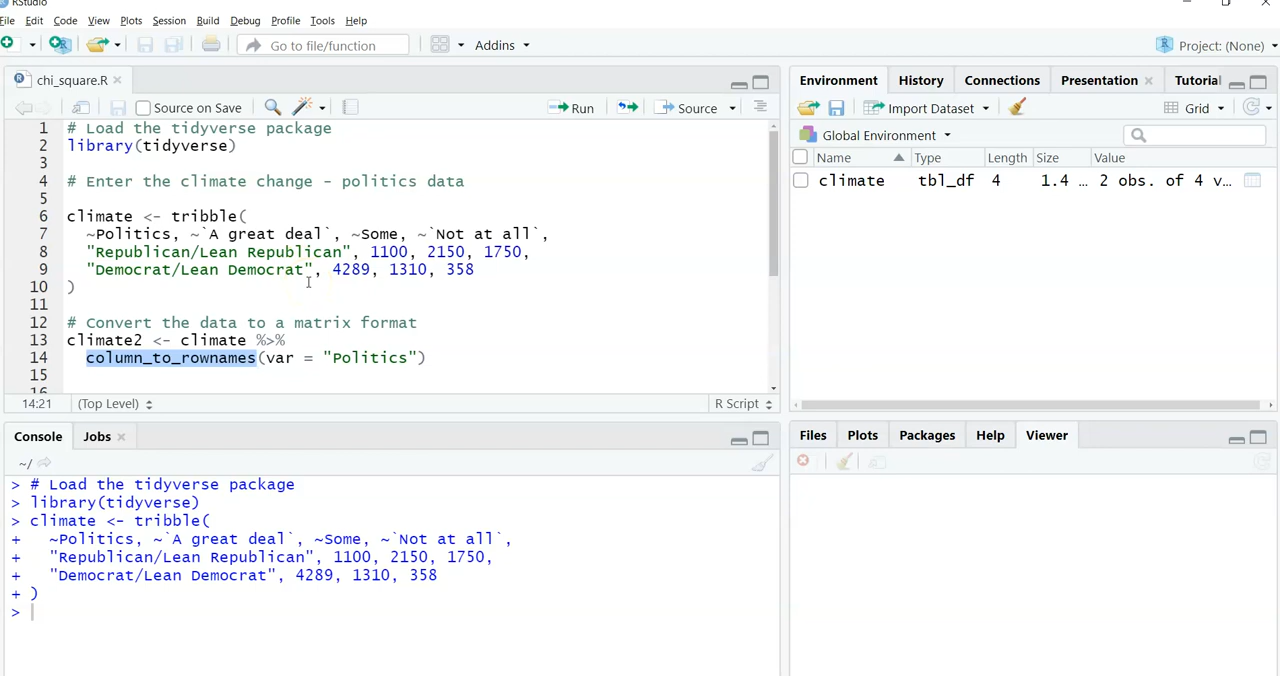 RStudio
File Edit Code View Plots Session Build Debug Profile Tools Help
Go to file/function Addins Project: (None)
chi_square.R
Source on Save Run Source
1 # Load the tidyverse package
2 library(tidyverse)
3
4 # Enter the climate change - politics data
5
6 climate <- tribble(
7 ~Politics, ~`A great deal`, ~Some, ~`Not at all`,
8 "Republican/Lean Republican", 1100, 2150, 1750,
9 "Democrat/Lean Democrat", 4289, 1310, 358
10 )
11
12 # Convert the data to a matrix format
13 climate2 <- climate %>%
14 column_to_rownames(var = "Politics")
15
16
14:21 (Top Level) R Script
Console Jobs
~/
> # Load the tidyverse package
> library(tidyverse)
> climate <- tribble(
+ ~Politics, ~`A great deal`, ~Some, ~`Not at all`,
+ "Republican/Lean Republican", 1100, 2150, 1750,
+ "Democrat/Lean Democrat", 4289, 1310, 358
+ )
>
Environment History Connections Presentation Tutorial
Import Dataset Grid
Global Environment
Name Type Length Size Value
climate tbl_df 4 1.4 … 2 obs. of 4 v…
Files Plots Packages Help Viewer